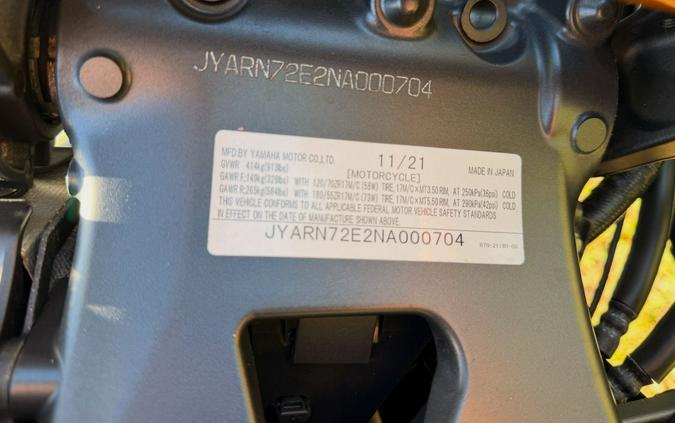 JYARN72E2NA000704
MFD.BY YAMAHA MOTOR CO.,LTD. 11/21 MADE IN JAPAN
GVWR 414kg(913lbs) [MOTORCYCLE]
GAWR F:149kg(329lbs) WITH 120/70ZR17M/C (58W) TIRE, 17M/C×MT3.50 RIM, AT 250kPa(36psi) COLD
GAWR R:265kg(584lbs) WITH 180/55ZR17M/C (73W) TIRE, 17M/C×MT5.50 RIM, AT 290kPa(42psi) COLD
THIS VEHICLE CONFORMS TO ALL APPLICABLE FEDERAL MOTOR VEHICLE SAFETY STANDARDS
IN EFFECT ON THE DATE OF MANUFACTURE SHOWN ABOVE.
JYARN72E2NA000704